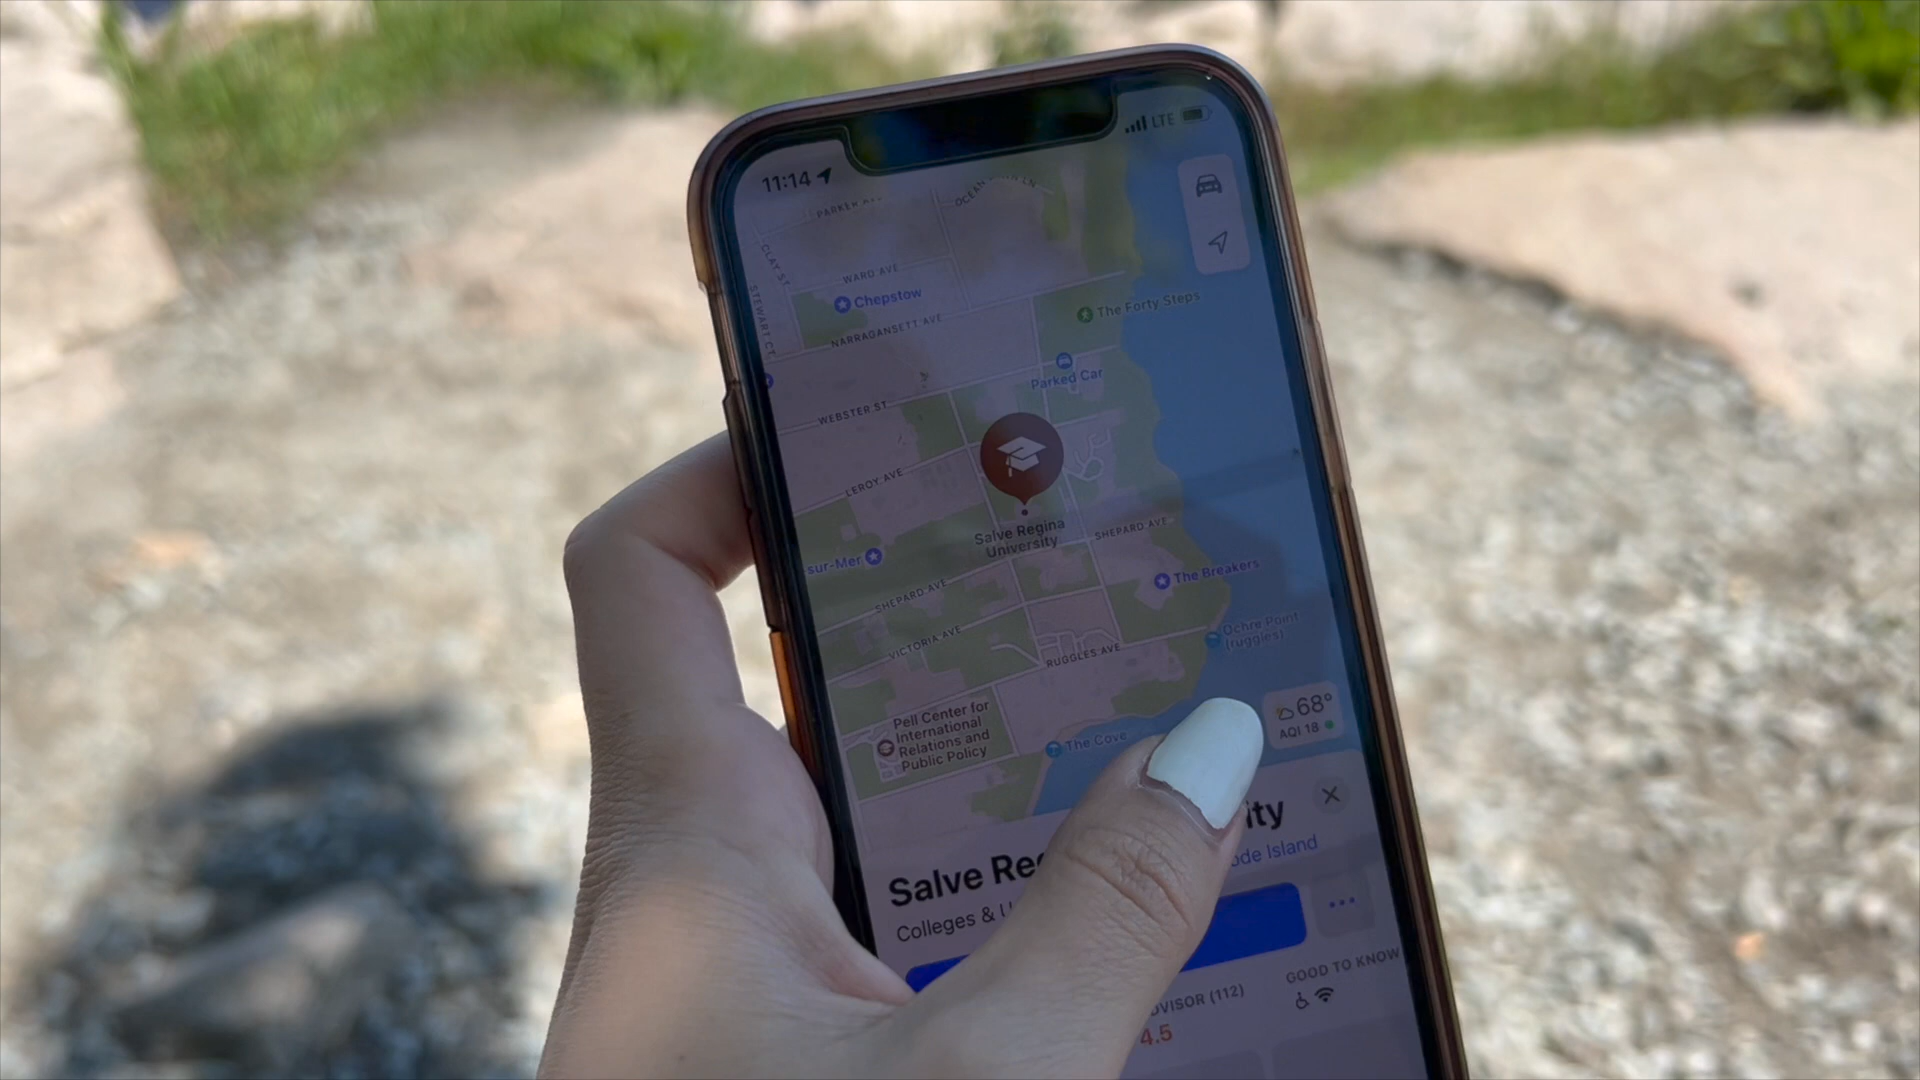 11:14
LTE
PARKER AVE
OCEAN
LN
CLAY ST
WARD AVE
Chepstow
STEWART CT
The Forty Steps
NARRAGANSETT AVE
Parked Car
WEBSTER ST
LEROY AVE
Salve Regina
University
SHEPARD AVE
sur-Mer
The Breakers
SHEPARD AVE
Ochre Point
(ruggles)
VICTORIA AVE
RUGGLES AVE
Pell Center for
International
Relations and
Public Policy
The Cove
68°
AQI 18
Salve Re ity
Colleges & U ode Island
DVISOR (112)
GOOD TO KNOW
4.5